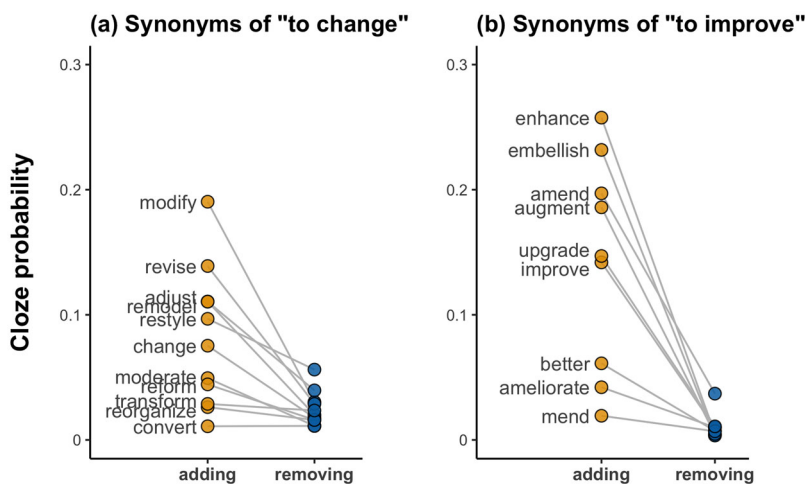 (a) Synonyms of "to change"
Cloze probability
0.3
0.2
0.1
0
modify
revise
adjust
remodel
restyle
change
moderate
reform
transform
reorganize
convert
adding
removing
(b) Synonyms of "to improve"
0.3
0.2
0.1
0
enhance
embellish
amend
augment
upgrade
improve
better
ameliorate
mend
adding
removing